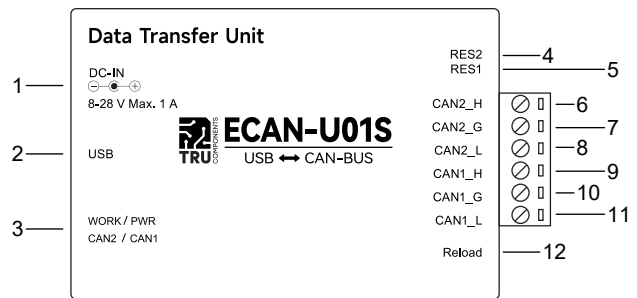 Data Transfer Unit
DC-IN
8-28 V Max. 1 A
USB
WORK / PWR
CAN2 / CAN1
TRU
COMPONENTS
ECAN-U01S
USB ↔ CAN-BUS
RES2
RES1
CAN2_H
CAN2_G
CAN2_L
CAN1_H
CAN1_G
CAN1_L
Reload
1
2
3
4
5
6
7
8
9
10
11
12